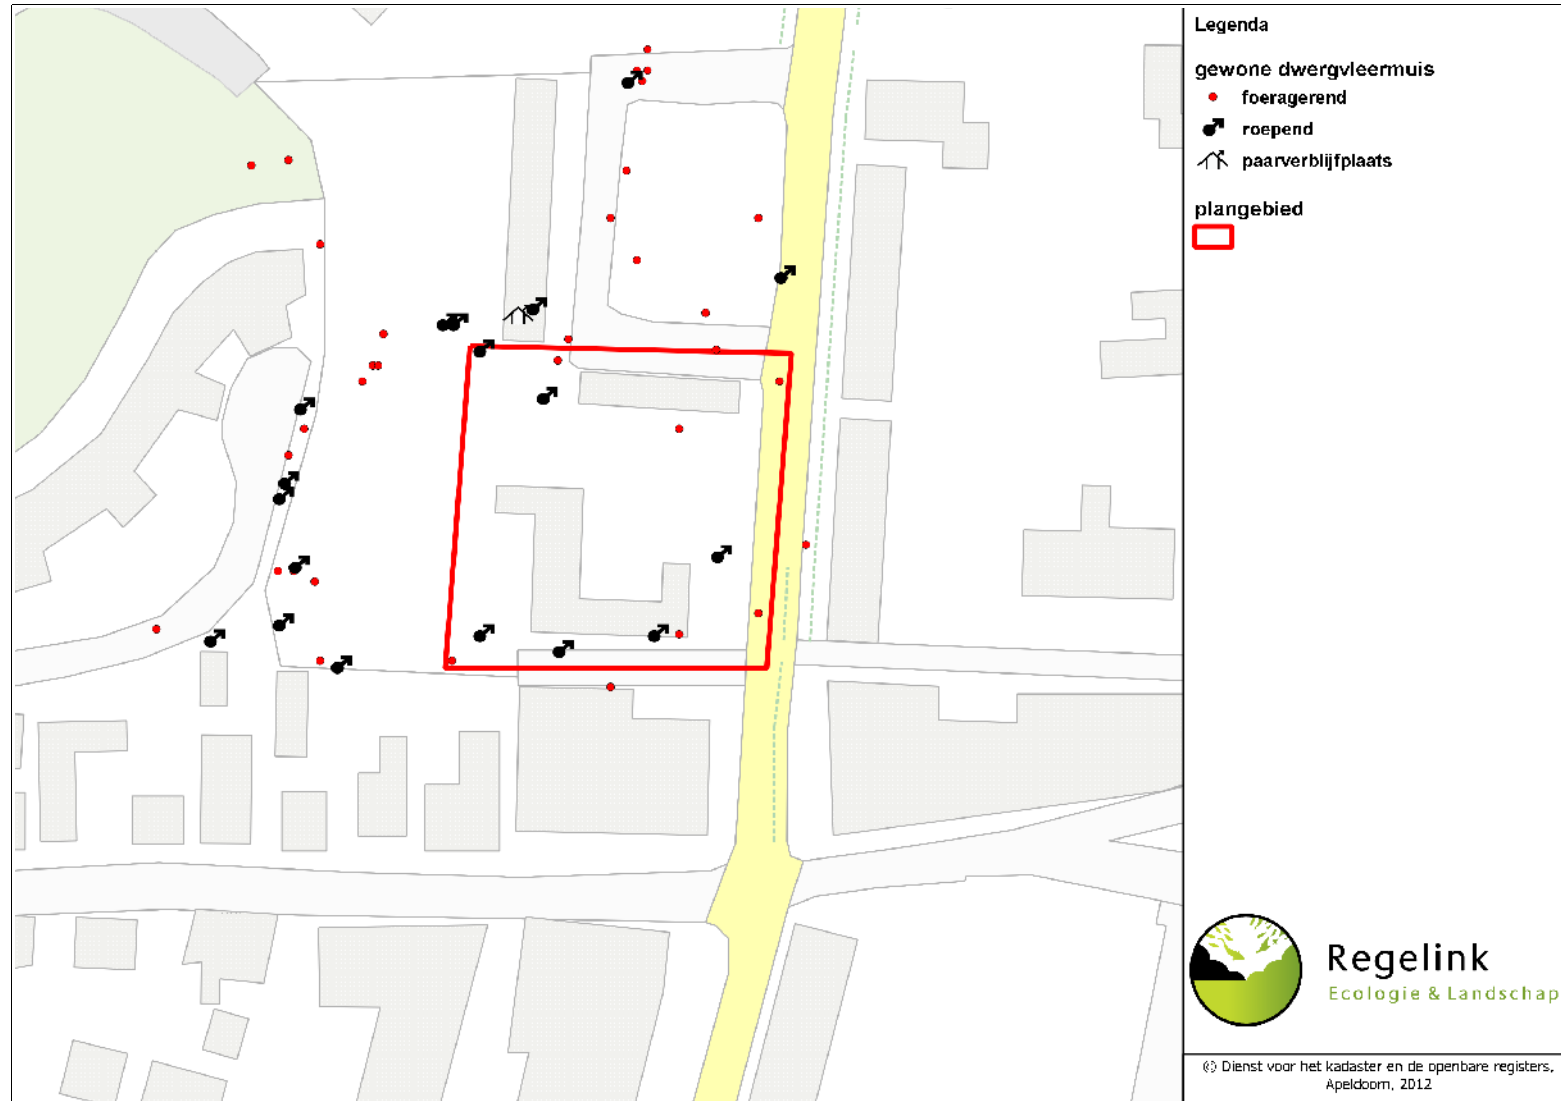 Legenda
gewone dwergvleermuis
foeragerend
roepend
paarverblijfplaats
plangebied
Regelink
Ecologie & Landschap
© Dienst voor het kadaster en de openbare registers,
Apeldoorn, 2012